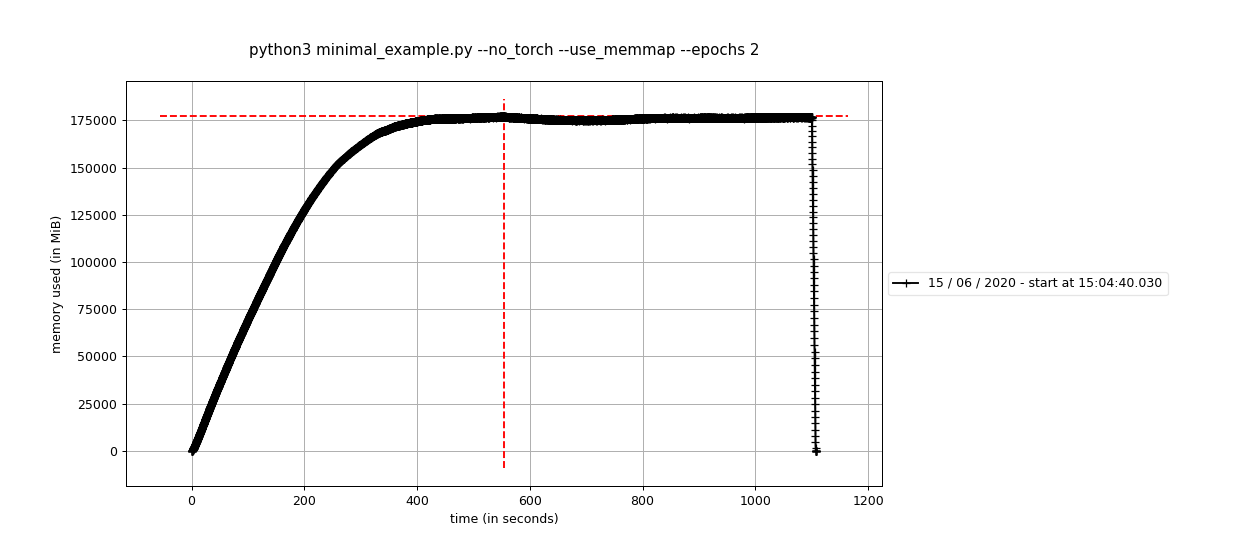 python3 minimal_example.py --no_torch --use_memmap --epochs 2
175000
150000
125000
100000
75000
50000
25000
0
memory used (in MiB)
0 200 400 600 800 1000 1200
time (in seconds)
15 / 06 / 2020 - start at 15:04:40.030